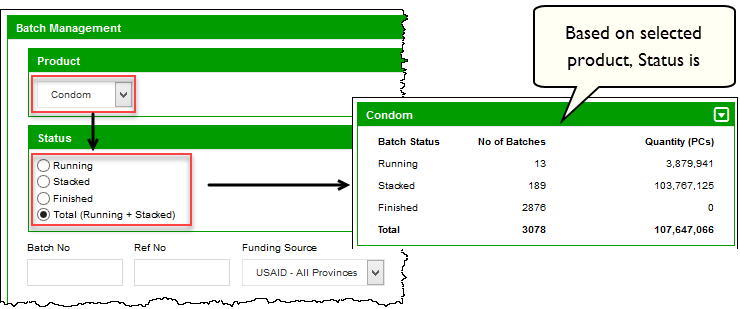 Batch Management
Product
Condom
Status
Running
Stacked
Finished
Total (Running + Stacked)
Batch No Ref No Funding Source
USAID - All Provinces
Based on selected
product, Status is
Condom
Batch Status No of Batches Quantity (PCs)
Running 13 3,879,941
Stacked 189 103,767,125
Finished 2876 0
Total 3078 107,647,066